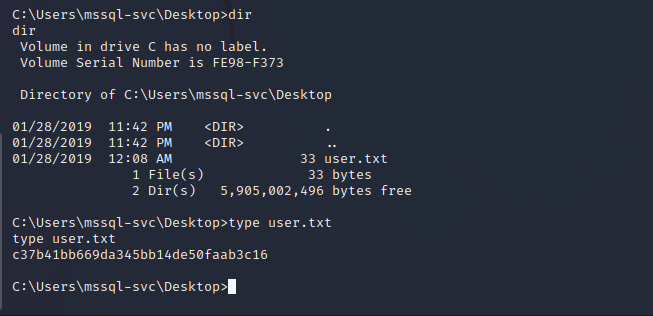 C:\Users\mssql-svc\Desktop>dir
dir
 Volume in drive C has no label.
 Volume Serial Number is FE98-F373

 Directory of C:\Users\mssql-svc\Desktop

01/28/2019  11:42 PM    <DIR>          .
01/28/2019  11:42 PM    <DIR>          ..
01/28/2019  12:08 AM                33 user.txt
               1 File(s)             33 bytes
               2 Dir(s)   5,905,002,496 bytes free

C:\Users\mssql-svc\Desktop>type user.txt
type user.txt
c37b41bb669da345bb14de50faab3c16

C:\Users\mssql-svc\Desktop>